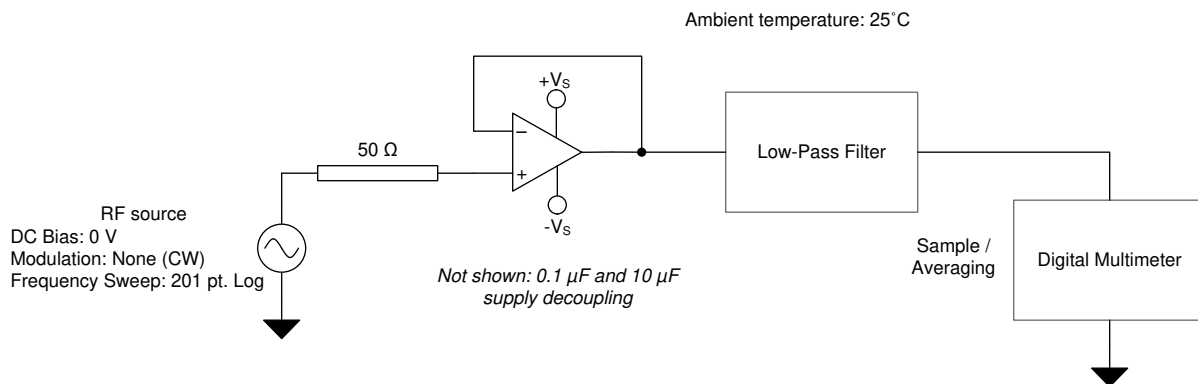 Ambient temperature: 25˚C
+VS
50 Ω
−
+
Low-Pass Filter
-VS
RF source
DC Bias: 0 V
Modulation: None (CW)
Frequency Sweep: 201 pt. Log
Not shown: 0.1 µF and 10 µF
supply decoupling
Sample /
Averaging
Digital Multimeter